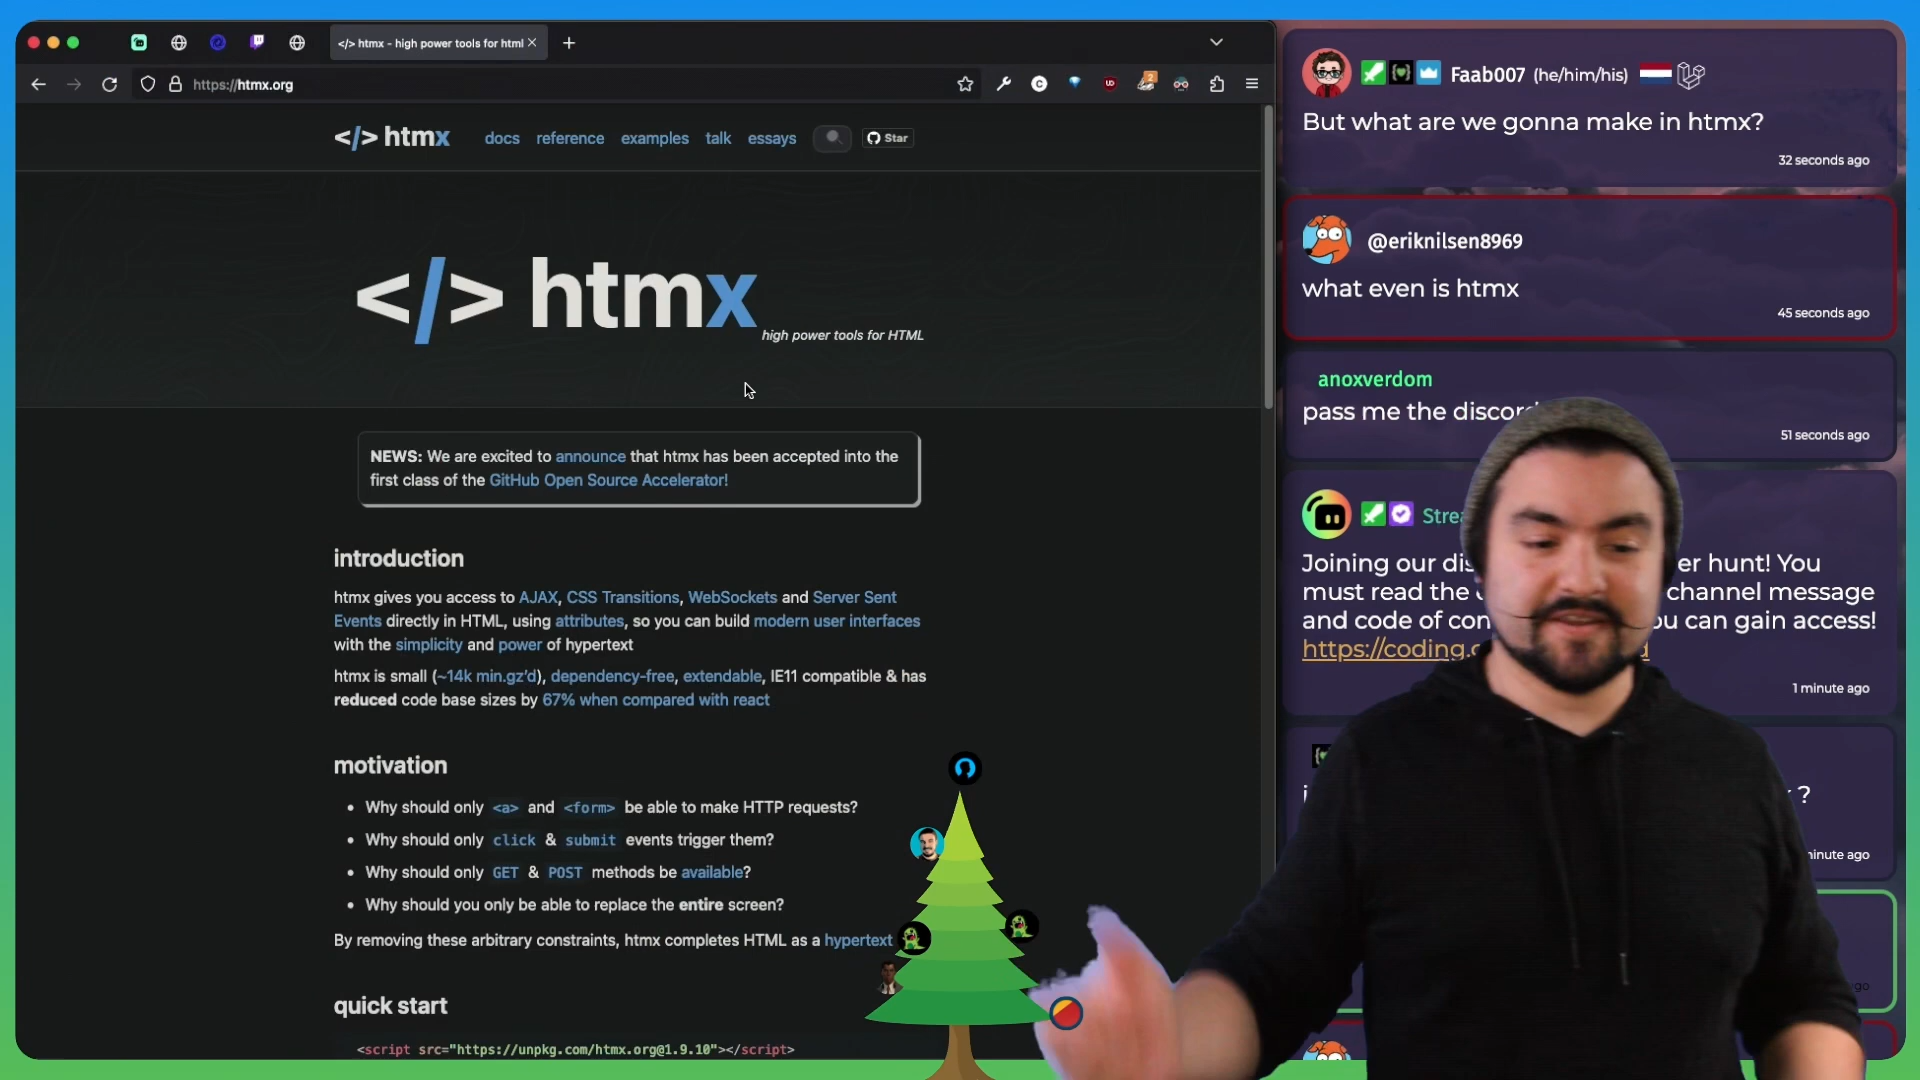 </> htmx - high power tools for html
https://htmx.org
2
</> htmx
docs
reference
examples
talk
essays
Star
</> htmx
high power tools for HTML
NEWS: We are excited to announce that htmx has been accepted into the
first class of the GitHub Open Source Accelerator!
introduction
htmx gives you access to AJAX, CSS Transitions, WebSockets and Server Sent
Events directly in HTML, using attributes, so you can build modern user interfaces
with the simplicity and power of hypertext
htmx is small (~14k min.gz'd), dependency-free, extendable, IE11 compatible & has
reduced code base sizes by 67% when compared with react
motivation
• Why should only <a> and <form> be able to make HTTP requests?
• Why should only click & submit events trigger them?
• Why should only GET & POST methods be available?
• Why should you only be able to replace the entire screen?
By removing these arbitrary constraints, htmx completes HTML as a hypertext
quick start
<script src="https://unpkg.com/htmx.org@1.9.10"></script>
Faab007 (he/him/his)
But what are we gonna make in htmx?
32 seconds ago
@eriknilsen8969
what even is htmx
45 seconds ago
anoxverdom
pass me the discord
51 seconds ago
Joining our er hunt! You
must read the channel message
and code of ou can gain access!
https://coding.
1 minute ago
?
minute ago
go